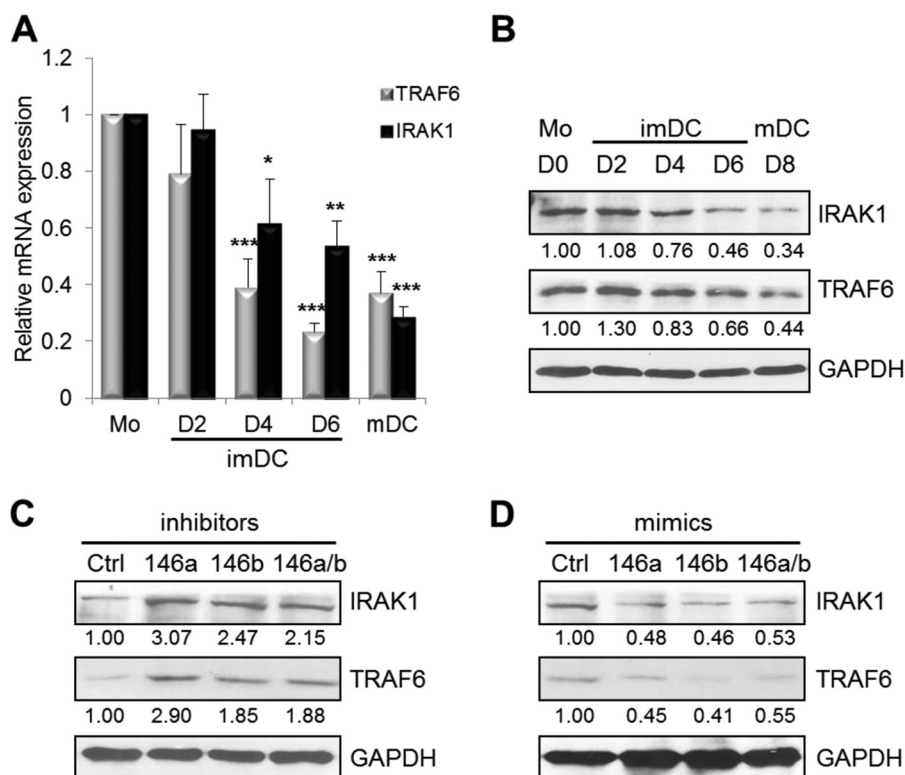 A
1.2
1
0.8
0.6
0.4
0.2
0
Relative mRNA expression
TRAF6
IRAK1
*
***
**
***
***
***
Mo D2 D4 D6 mDC
imDC
B
Mo imDC mDC
D0 D2 D4 D6 D8
IRAK1
1.00 1.08 0.76 0.46 0.34
TRAF6
1.00 1.30 0.83 0.66 0.44
GAPDH
C
inhibitors
Ctrl 146a 146b 146a/b
IRAK1
1.00 3.07 2.47 2.15
TRAF6
1.00 2.90 1.85 1.88
GAPDH
D
mimics
Ctrl 146a 146b 146a/b
IRAK1
1.00 0.48 0.46 0.53
TRAF6
1.00 0.45 0.41 0.55
GAPDH